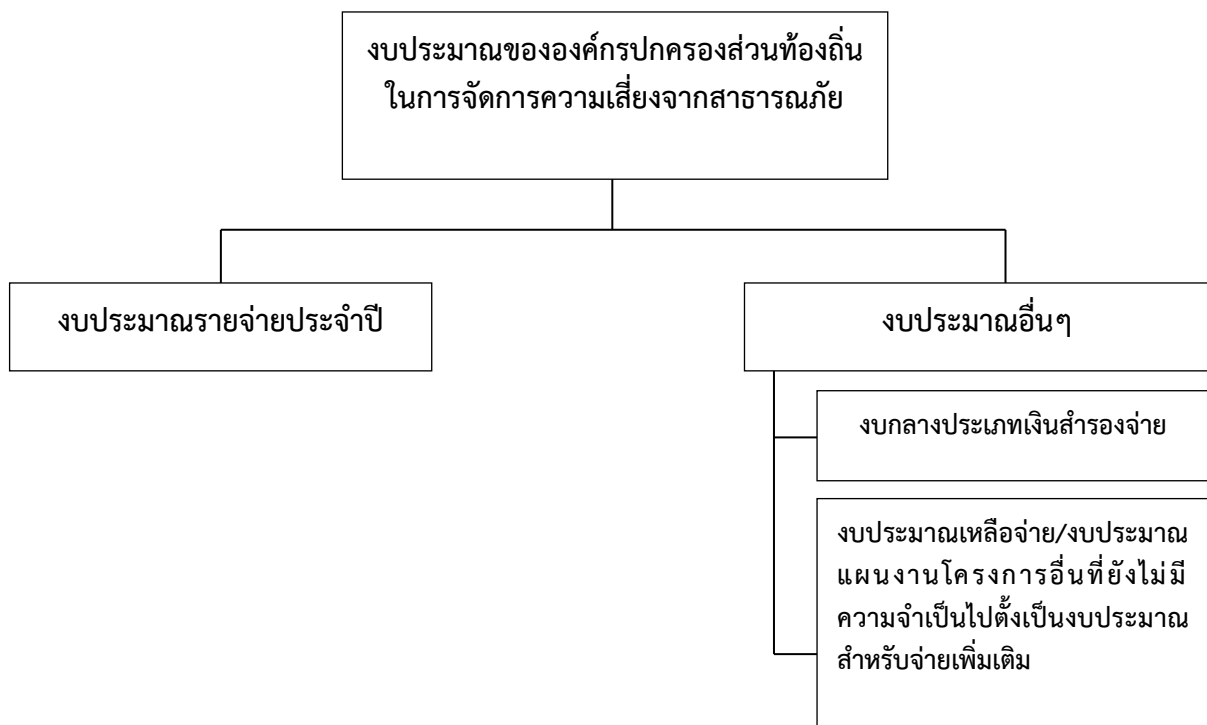 งบประมาณขององค์กรปกครองส่วนท้องถิ่น
ในการจัดการความเสี่ยงจากสาธารณภัย
งบประมาณรายจ่ายประจำปี
งบประมาณอื่นๆ
งบกลางประเภทเงินสำรองจ่าย
งบประมาณเหลือจ่าย/งบประมาณ
แผนงานโครงการอื่นที่ยังไม่มี
ความจำเป็นไปตั้งเป็นงบประมาณ
สำหรับจ่ายเพิ่มเติม